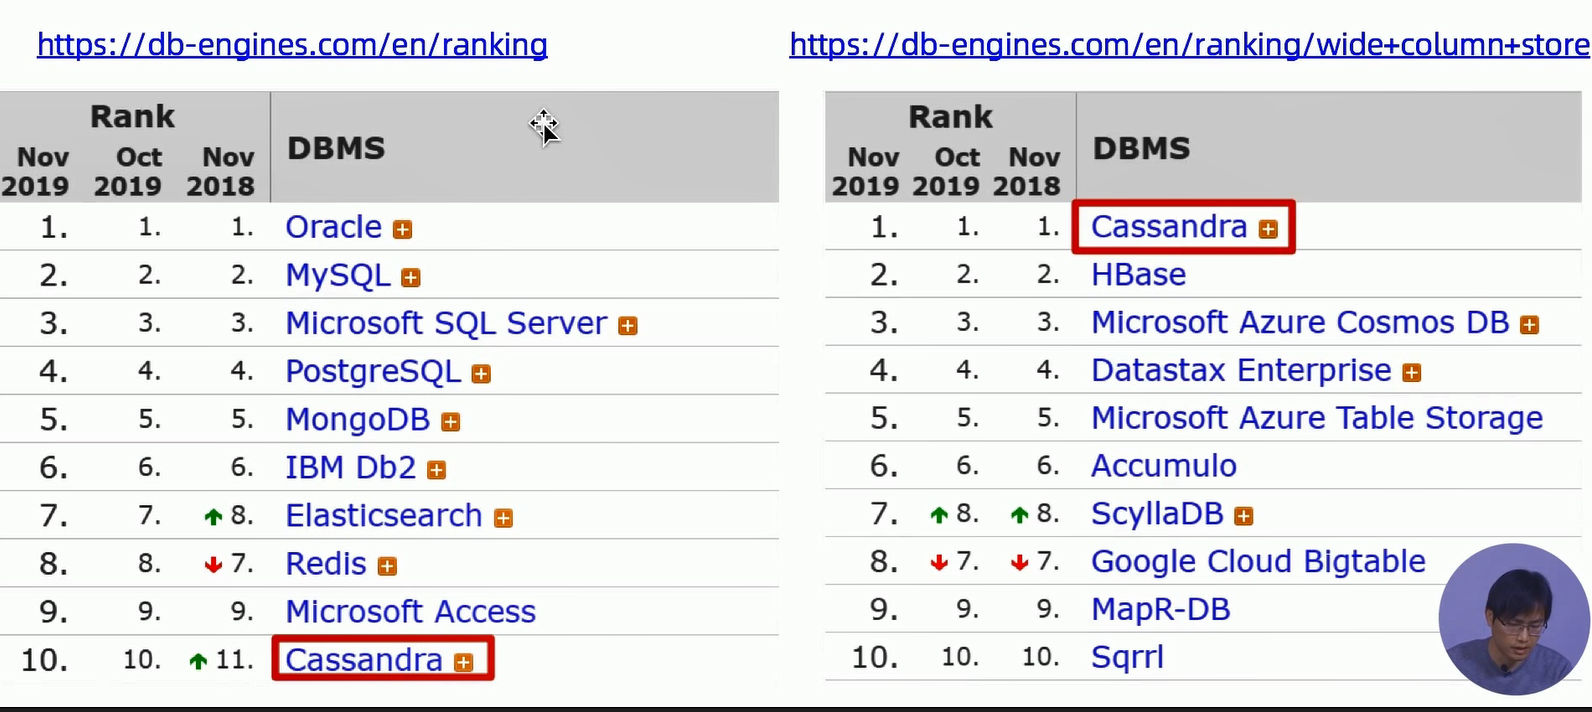 https://db-engines.com/en/ranking
Rank
Nov 2019 Oct 2019 Nov 2018 DBMS
1. 1. 1. Oracle
2. 2. 2. MySQL
3. 3. 3. Microsoft SQL Server
4. 4. 4. PostgreSQL
5. 5. 5. MongoDB
6. 6. 6. IBM Db2
7. 7. 8. Elasticsearch
8. 8. 7. Redis
9. 9. 9. Microsoft Access
10. 10. 11. Cassandra
https://db-engines.com/en/ranking/wide+column+store
Rank
Nov 2019 Oct 2019 Nov 2018 DBMS
1. 1. 1. Cassandra
2. 2. 2. HBase
3. 3. 3. Microsoft Azure Cosmos DB
4. 4. 4. Datastax Enterprise
5. 5. 5. Microsoft Azure Table Storage
6. 6. 6. Accumulo
7. 8. 8. ScyllaDB
8. 7. 7. Google Cloud Bigtable
9. 9. 9. MapR-DB
10. 10. 10. Sqrrl